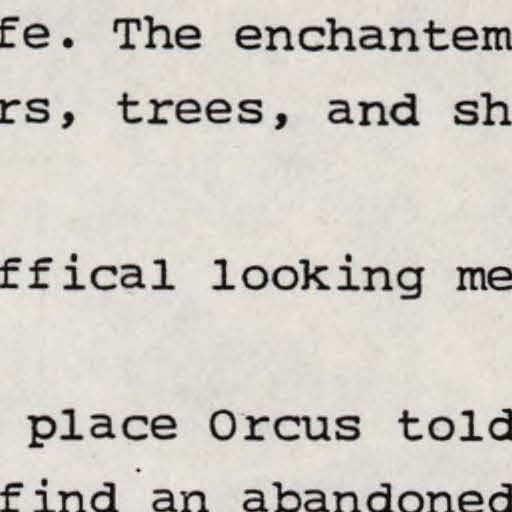 fe. The enchantem
rs, trees, and sh
ffical looking me
place Orcus told
find an abandoned